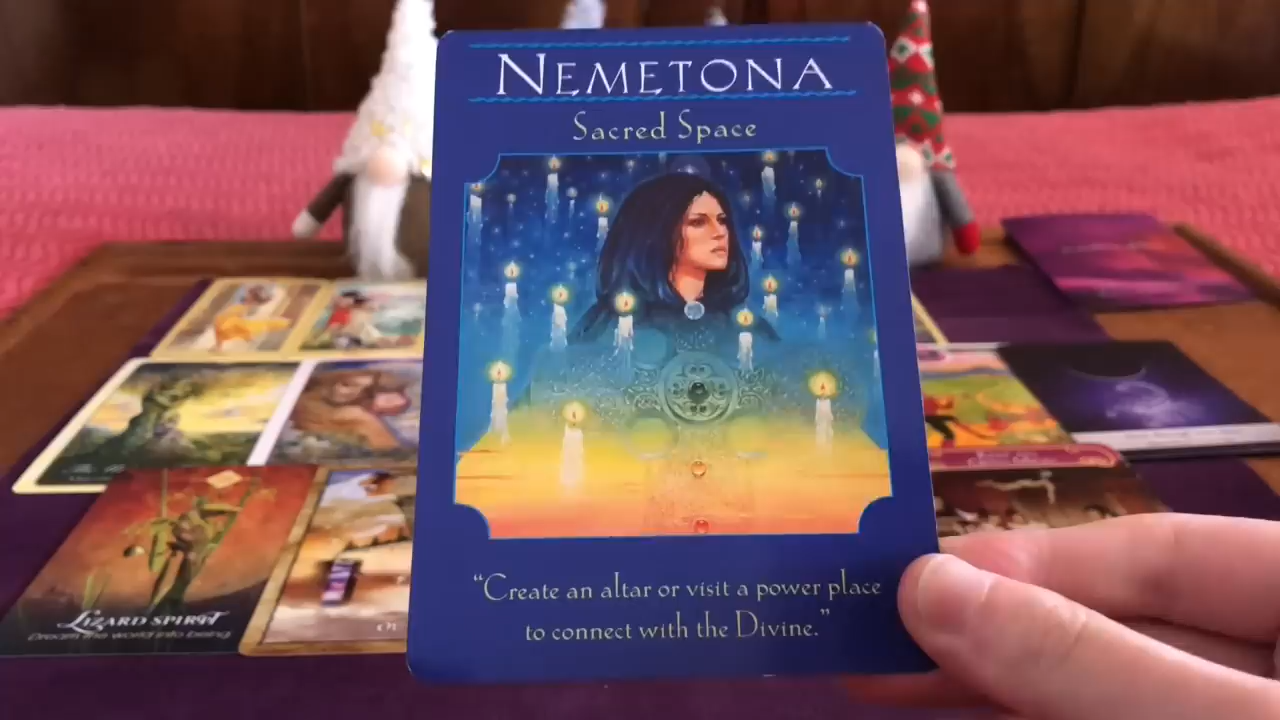 NEMETONA
Sacred Space
“Create an altar or visit a power place
to connect with the Divine.”
LIZARD SPIRIT
Dream the world into being